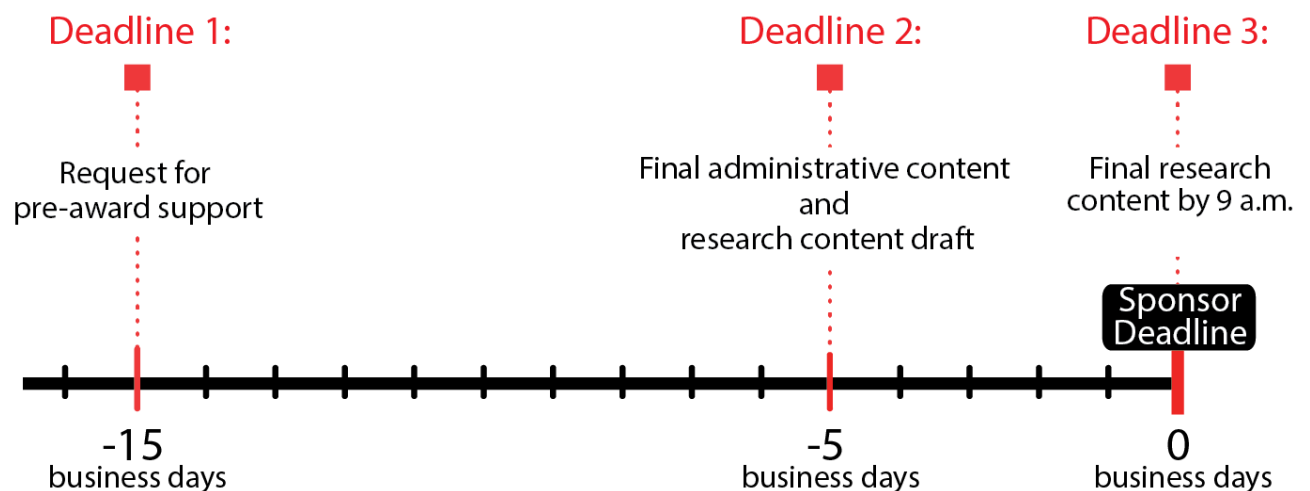 Deadline 1:
Request for
pre-award support
-15
business days
Deadline 2:
Final administrative content
and
research content draft
-5
business days
Deadline 3:
Final research
content by 9 a.m.
Sponsor
Deadline
0
business days